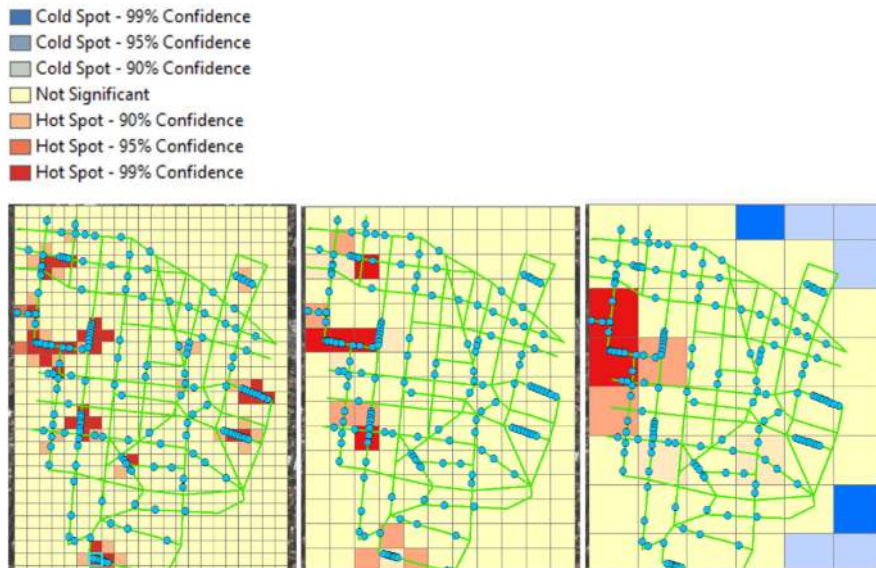 Cold Spot - 99% Confidence
Cold Spot - 95% Confidence
Cold Spot - 90% Confidence
Not Significant
Hot Spot - 90% Confidence
Hot Spot - 95% Confidence
Hot Spot - 99% Confidence